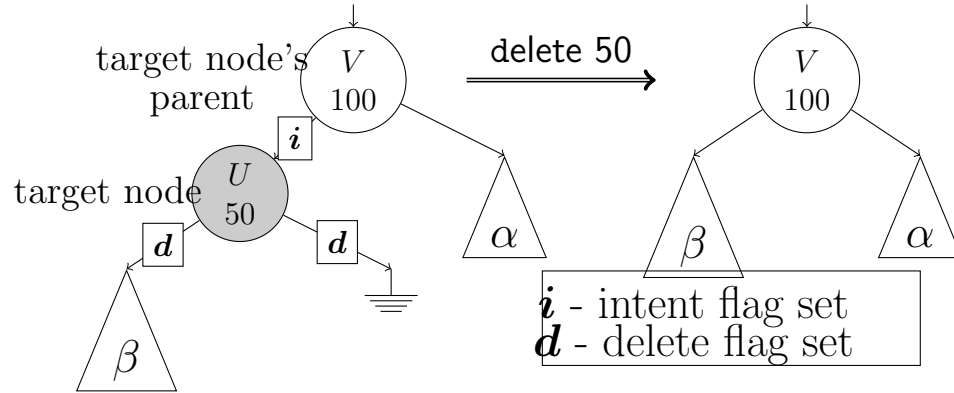 target node's
parent
V
100
i
target node
U
50
d
d
β
α
delete 50
V
100
β
α
i - intent flag set
d - delete flag set